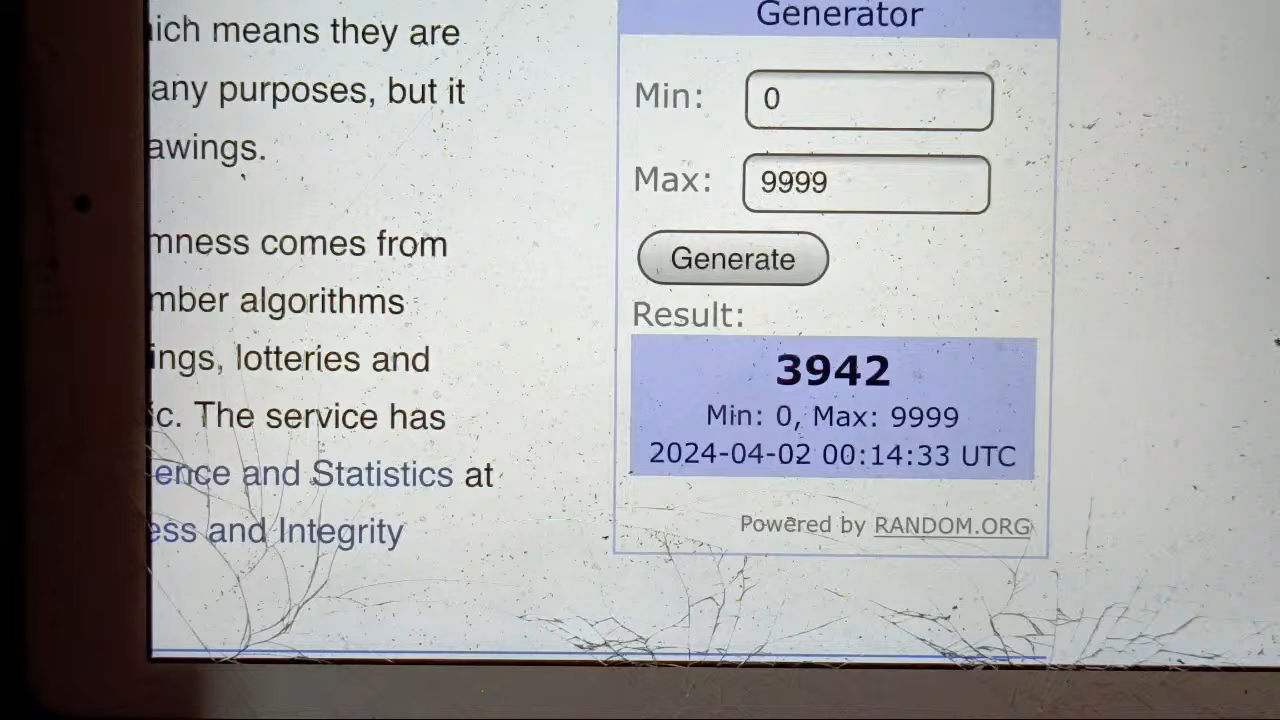 ich means they are
any purposes, but it
awings.
mness comes from
mber algorithms
ings, lotteries and
c. The service has
ence and Statistics at
ess and Integrity
Generator
Min: 0
Max: 9999
Generate
Result:
3942
Min: 0, Max: 9999
2024-04-02 00:14:33 UTC
Powered by RANDOM.ORG